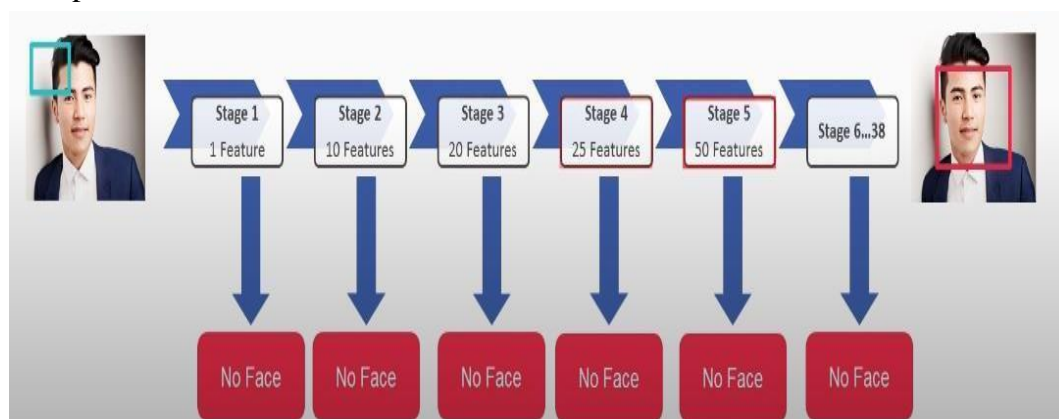 Stage 1
1 Feature
Stage 2
10 Features
Stage 3
20 Features
Stage 4
25 Features
Stage 5
50 Features
Stage 6...38
No Face
No Face
No Face
No Face
No Face
No Face